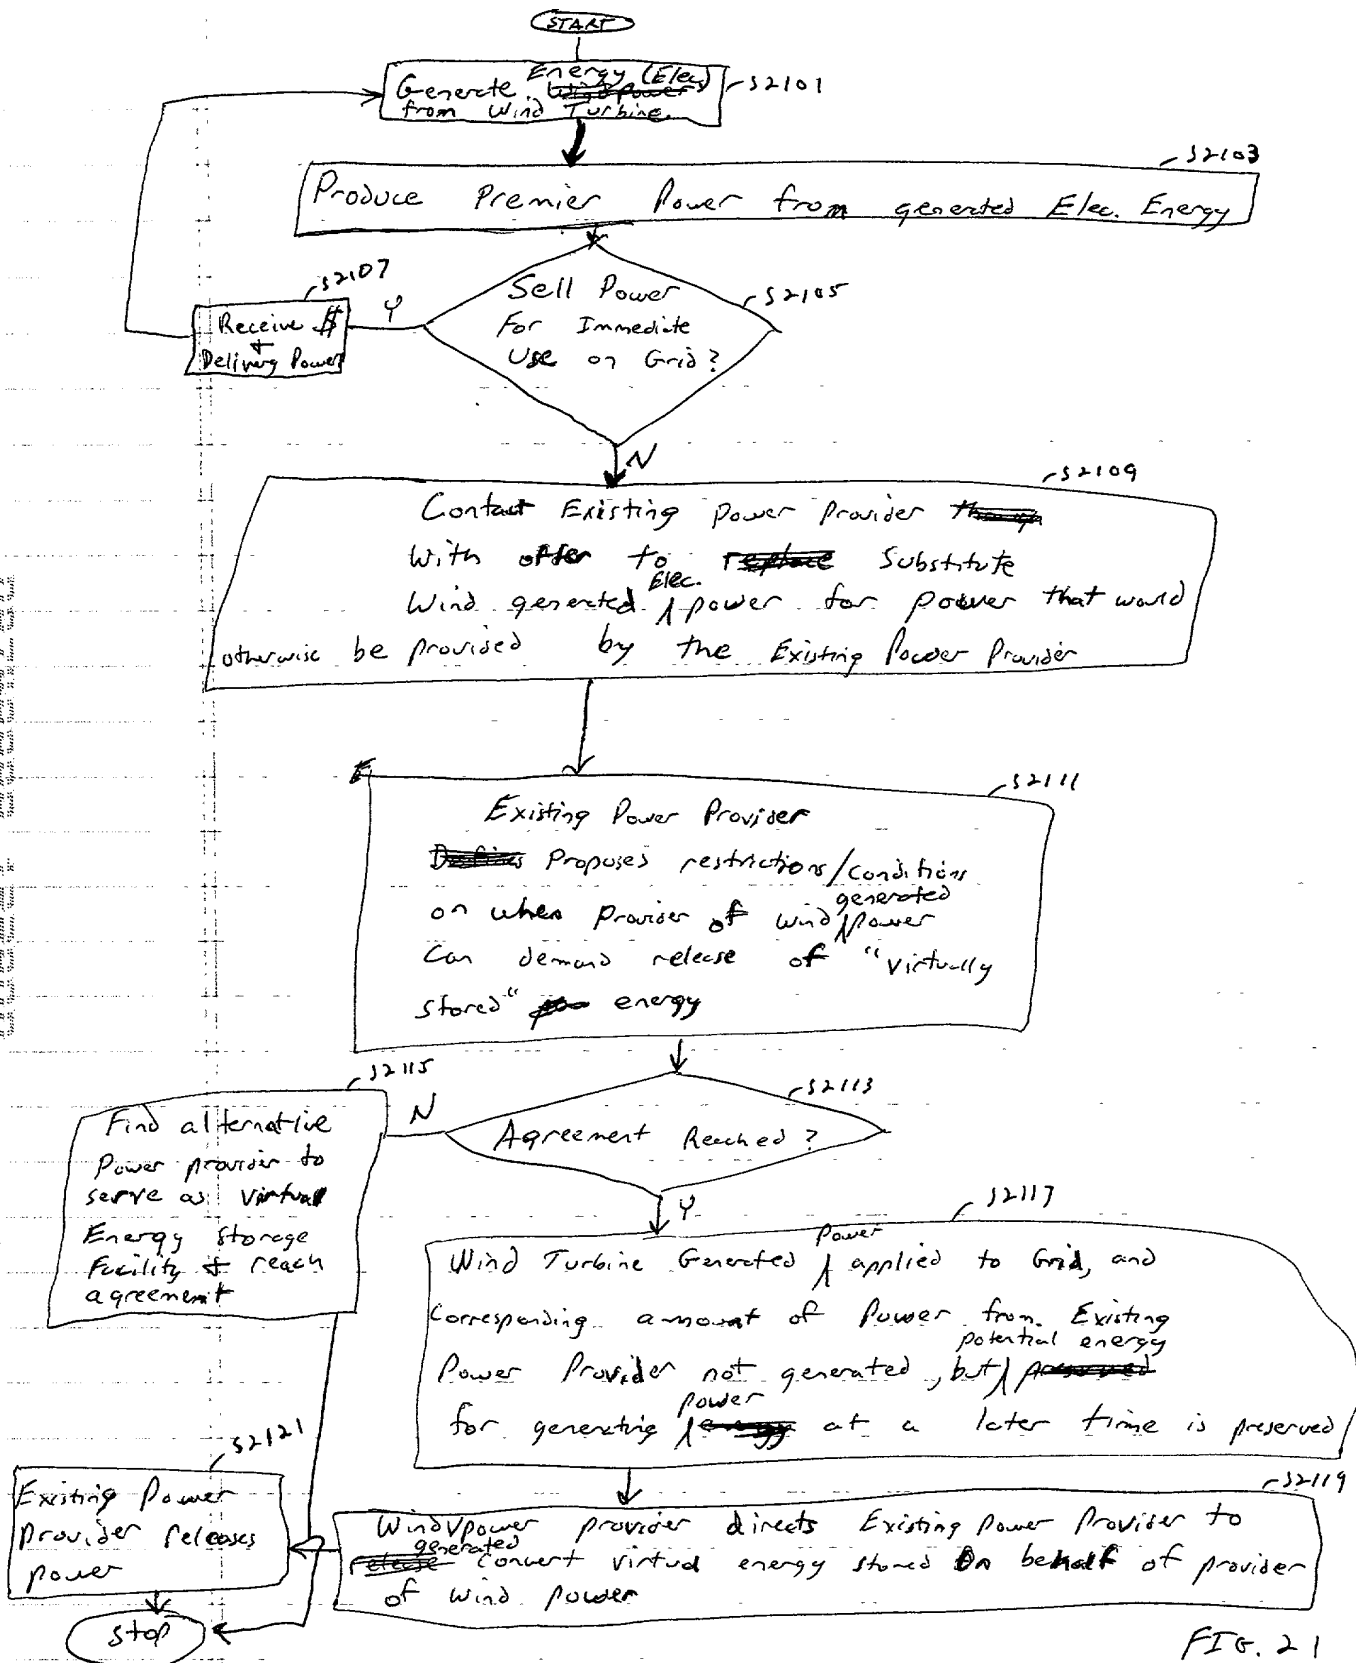 START
Generate Energy (Elec)
from Wind Turbine.
S2101
S2103
Produce Premier Power from generated Elec. Energy
S2107
Receive $
+
Delivery Power
Y
Sell Power
For Immediate
Use on Grid?
S2105
N
S2109
Contact Existing Power Provider
With offer to Substitute
Wind generated Elec. power for power that would
otherwise be provided by the Existing Power Provider
S2111
Existing Power Provider
Proposes restrictions/conditions
on when Provider of Wind generated Power
Can demand release of "virtually
stored" energy
S2115
Find alternative
Power provider to
serve as virtual
Energy Storage
Facility + reach
agreement
N
Agreement Reached?
S2113
Y
S2117
Wind Turbine Generated Power applied to Grid, and
Corresponding amount of Power from Existing
Power Provider not generated, but potential energy
for generating power at a later time is preserved
S2119
Wind generated power provider directs Existing Power Provider to
Convert virtual energy stored On behalf of provider
of wind power
S2121
Existing Power
Provider releases
power
Stop
FIG. 21